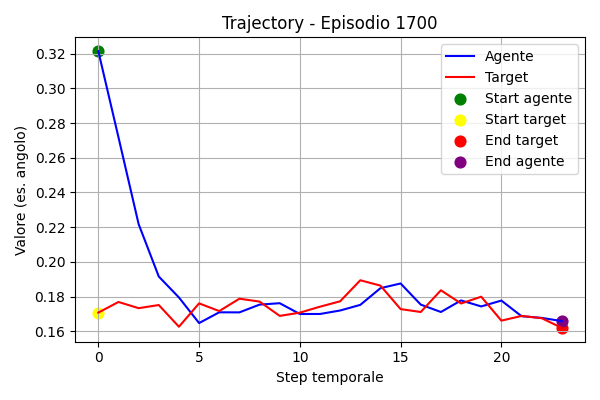 Trajectory - Episodio 1700
Valore (es. angolo)
0.32
0.30
0.28
0.26
0.24
0.22
0.20
0.18
0.16
Agente
Target
Start agente
Start target
End target
End agente
0 5 10 15 20
Step temporale